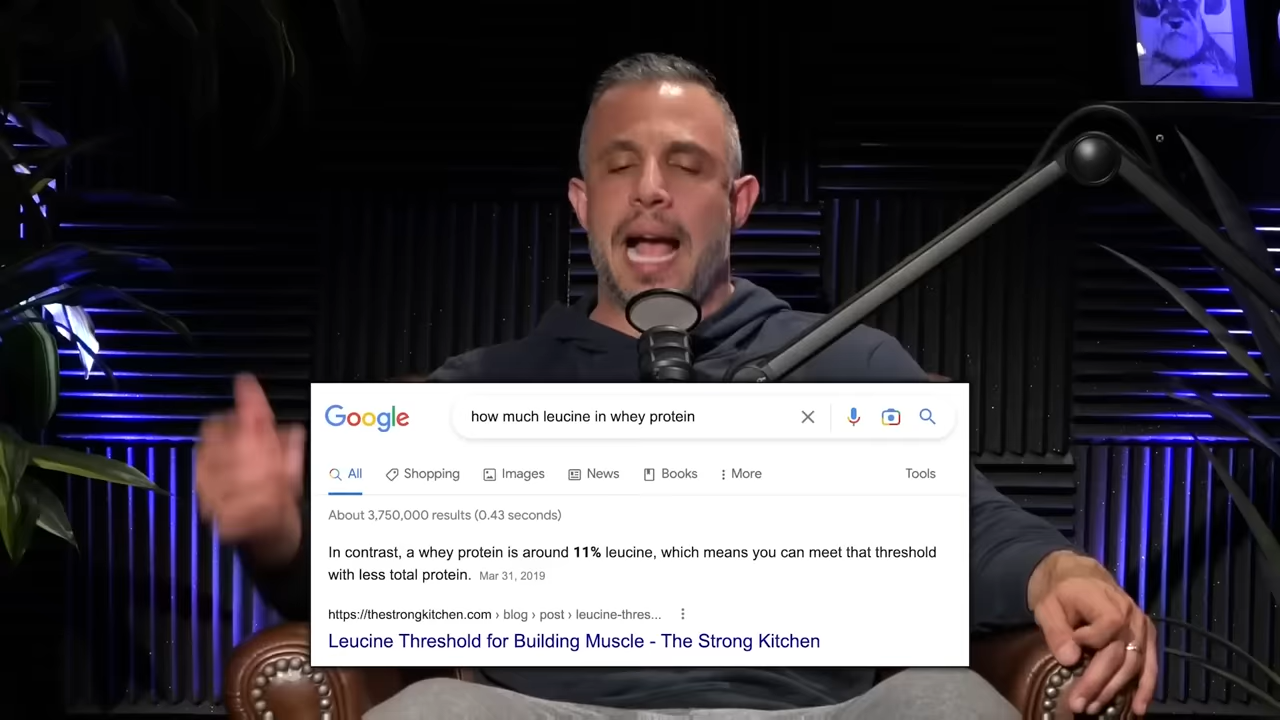 Google
how much leucine in whey protein
All Shopping Images News Books More Tools
About 3,750,000 results (0.43 seconds)
In contrast, a whey protein is around 11% leucine, which means you can meet that threshold
with less total protein. Mar 31, 2019
https://thestrongkitchen.com › blog › post › leucine-thres...
Leucine Threshold for Building Muscle - The Strong Kitchen